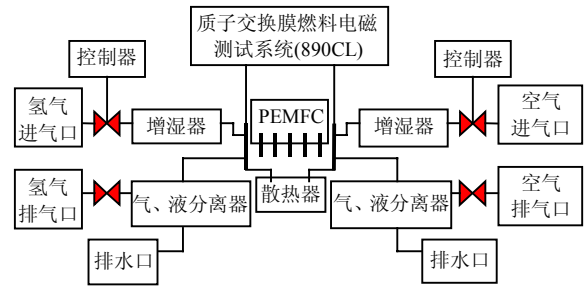 质子交换膜燃料电磁
测试系统(890CL)
控制器
控制器
氢气
进气口
增湿器
PEMFC
增湿器
空气
进气口
氢气
排气口
气、液分离器
散热器
气、液分离器
空气
排气口
排水口
排水口